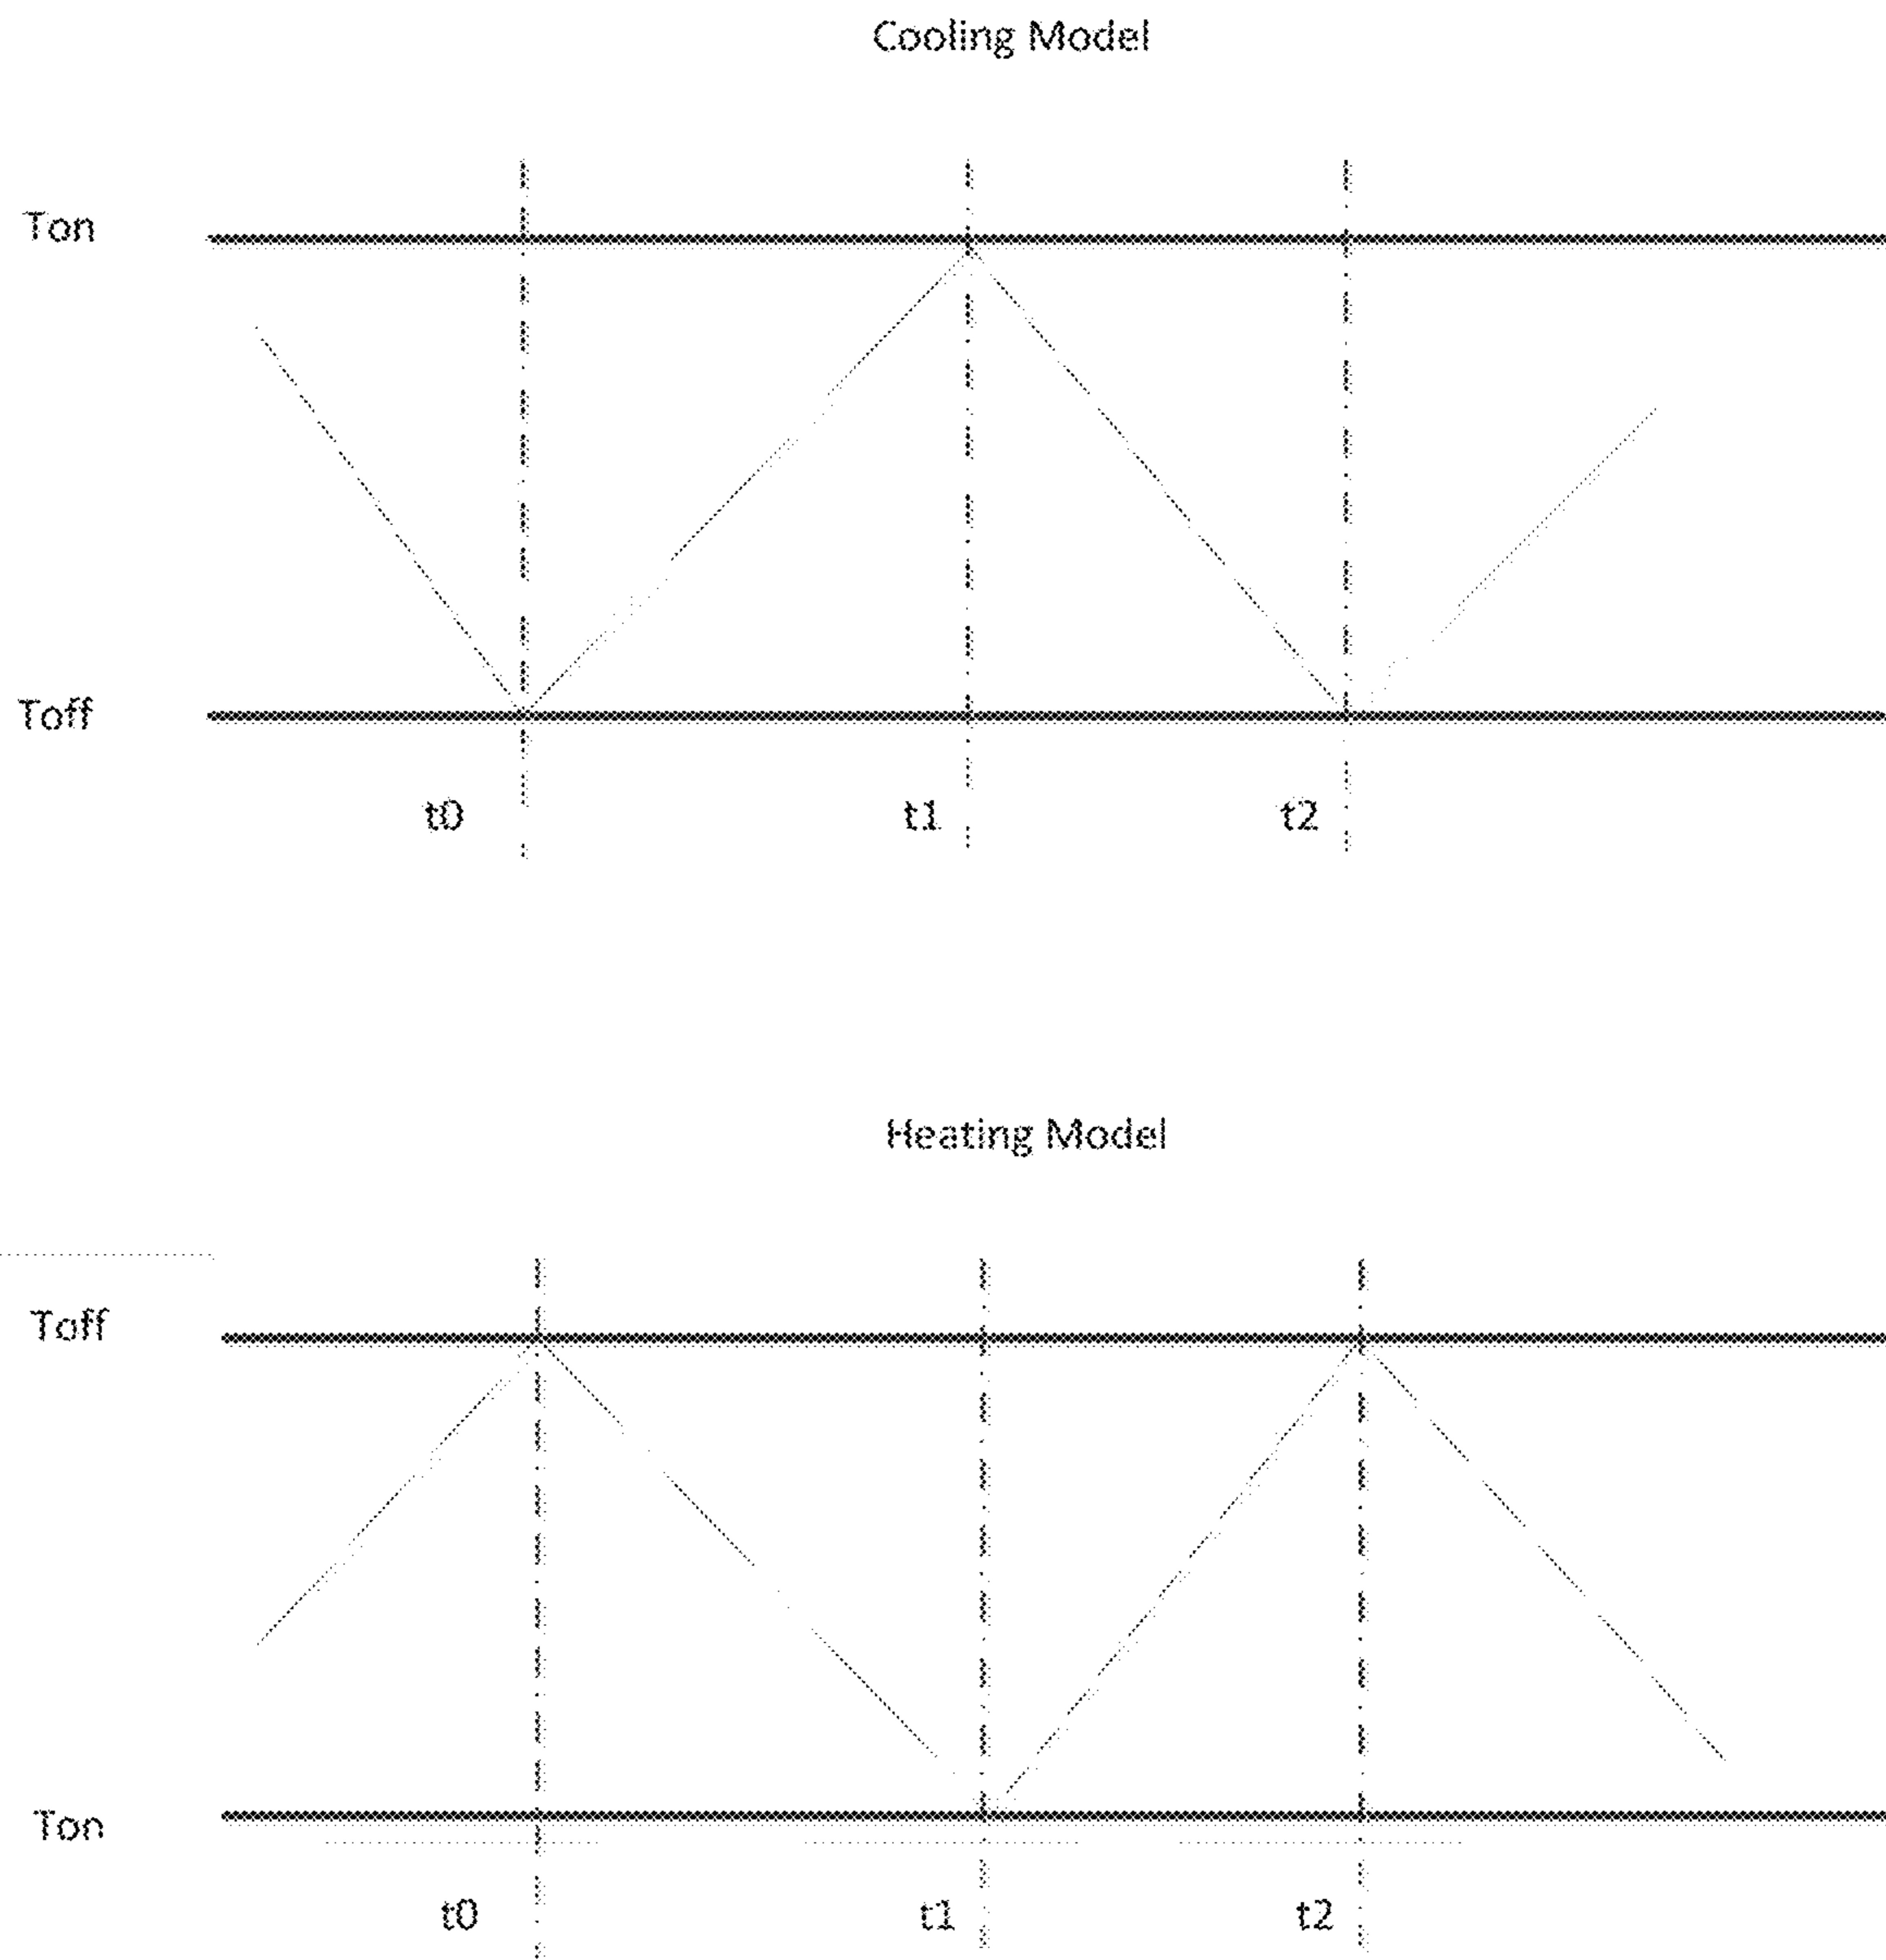 Cooling Model
Ton
Toff
t0 t1 t2
Heating Model
Toff
Ton
t0 t1 t2